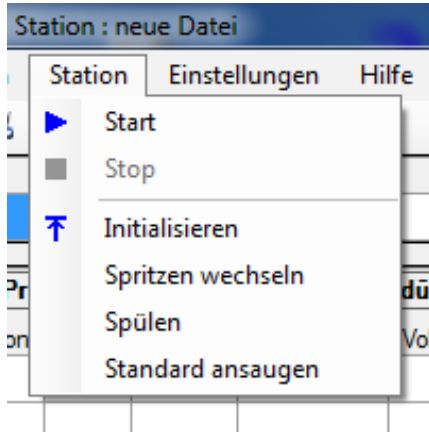 Station : neue Datei
Station Einstellungen Hilfe
Start
Stop
Initialisieren
Spritzen wechseln
Spülen
Standard ansaugen